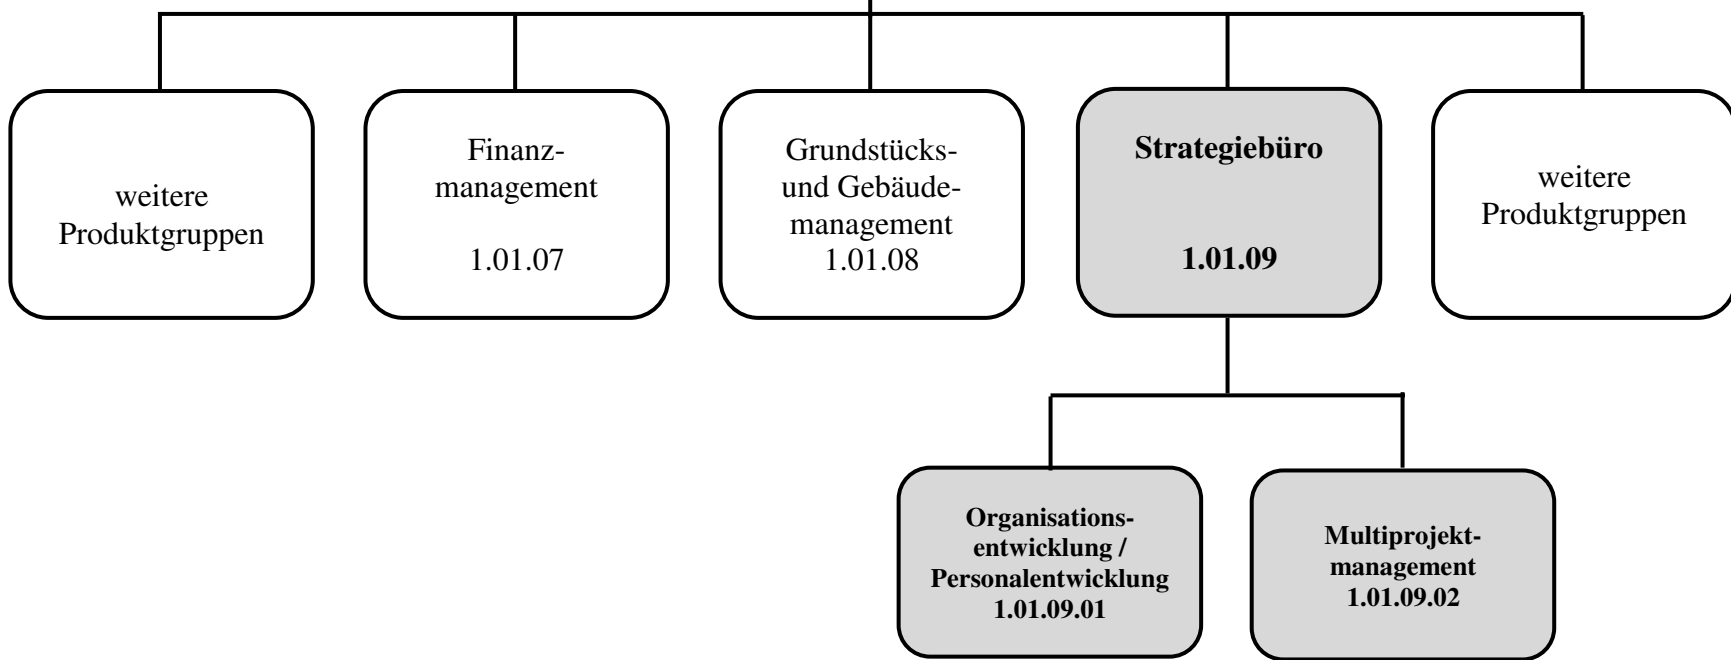 weitere
Produktgruppen
Finanz-
management
1.01.07
Grundstücks-
und Gebäude-
management
1.01.08
Strategiebüro
1.01.09
weitere
Produktgruppen
Organisations-
entwicklung /
Personalentwicklung
1.01.09.01
Multiprojekt-
management
1.01.09.02